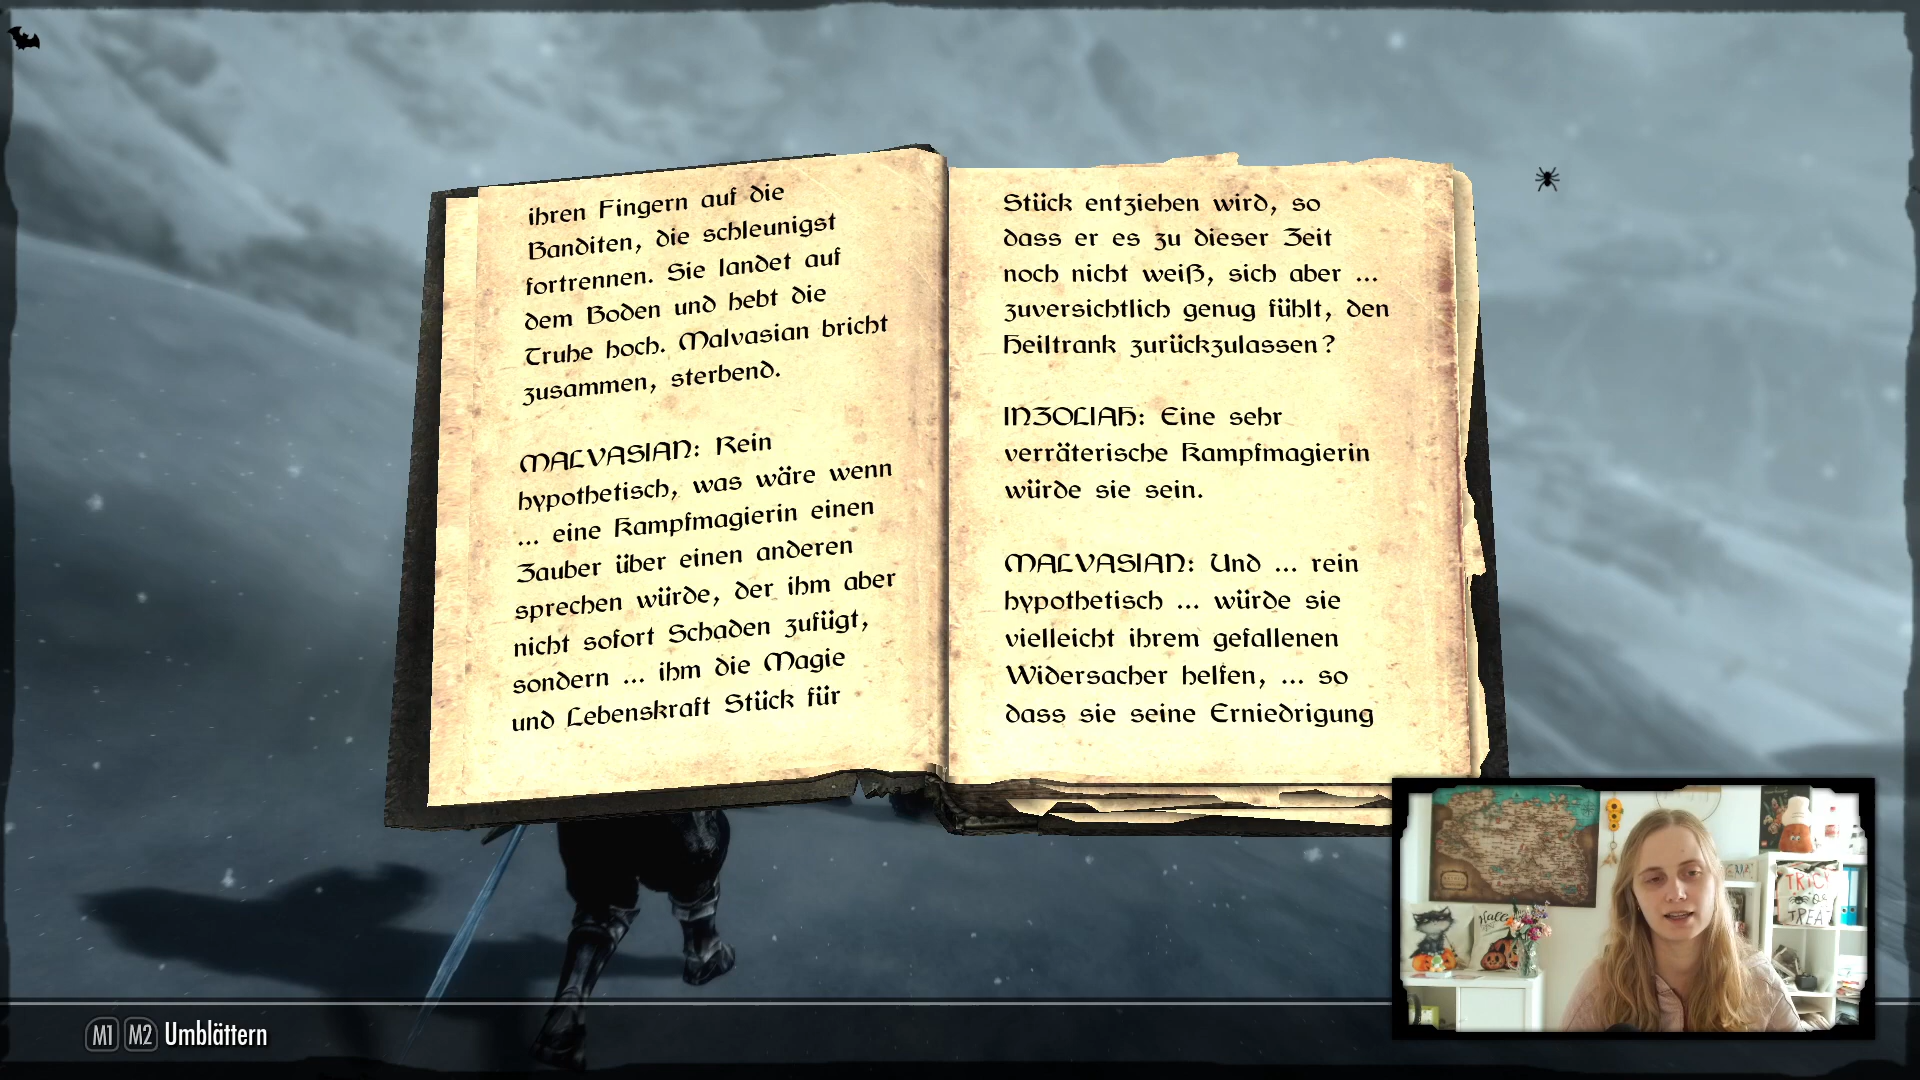 ihren Fingern auf die
Banditen, die schleunigst
fortrennen. Sie landet auf
dem Boden und hebt die
Truhe hoch. Malvasian bricht
zusammen, sterbend.
MALVASIAN: Rein
hypothetisch, was wäre wenn
... eine Kampfmagierin einen
Zauber über einen anderen
sprechen würde, der ihm aber
nicht sofort Schaden zufügt,
sondern ... ihm die Magie
und Lebenskraft Stück für
Stück entziehen wird, so
dass er es zu dieser Zeit
noch nicht weiß, sich aber ...
zuversichtlich genug fühlt, den
Heiltrank zurückzulassen?
INZOLIAH: Eine sehr
verräterische Kampfmagierin
würde sie sein.
MALVASIAN: Und ... rein
hypothetisch ... würde sie
vielleicht ihrem gefallenen
Widersacher helfen, ... so
dass sie seine Erniedrigung
M1 M2 Umblättern
TRICK
OR
TREAT